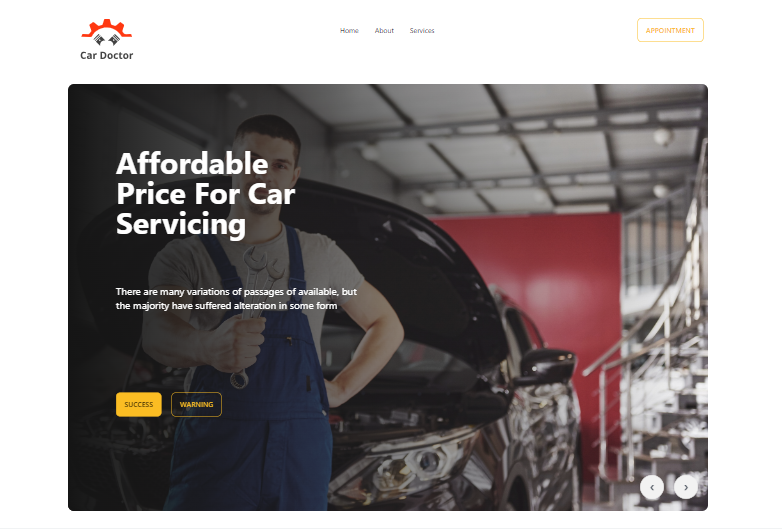 Car Doctor
Home About Services
APPOINTMENT
Affordable
Price For Car
Servicing
There are many variations of passages of available, but
the majority have suffered alteration in some form
SUCCESS WARNING
‹ ›